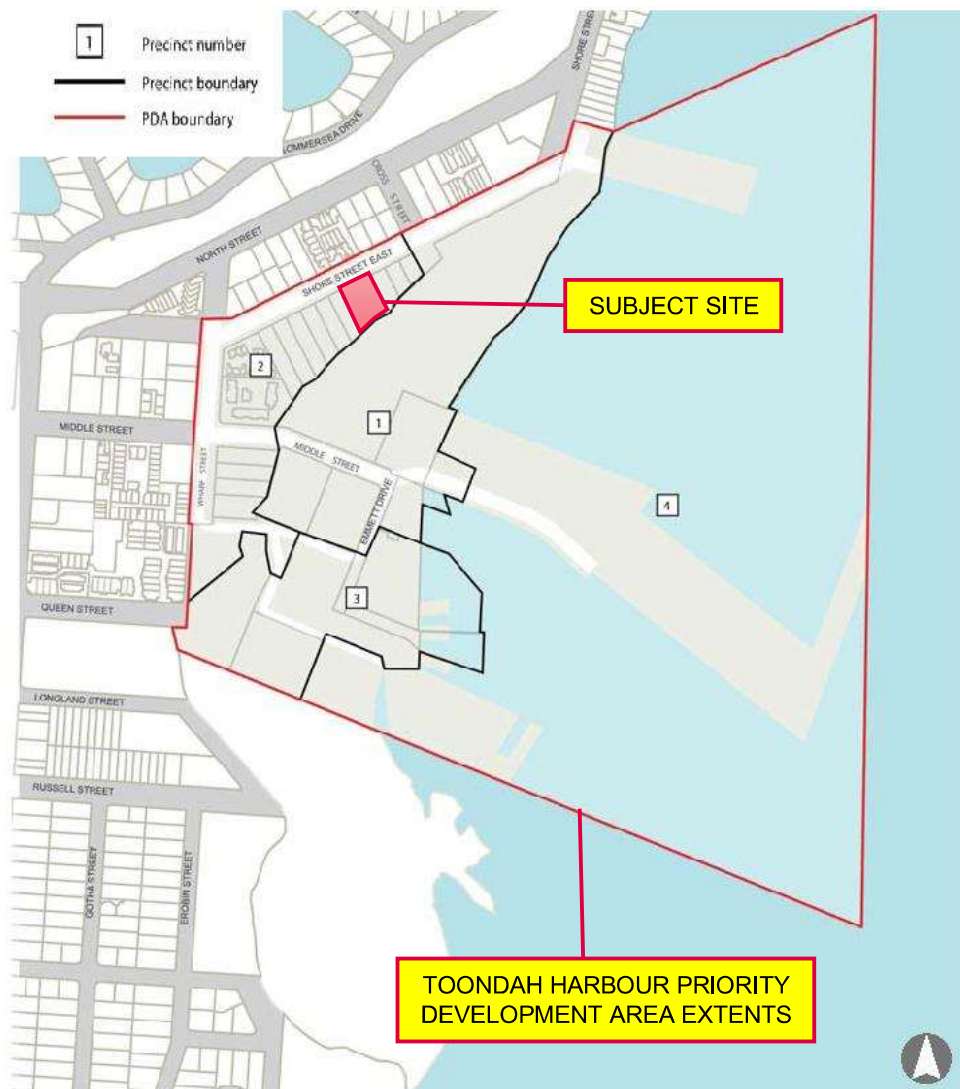 1
Precinct number
Precinct boundary
PDA boundary
SHORE STREET
CROSS STREET
NORTH STREET
SHORE STREET EAST
SUBJECT SITE
2
1
MIDDLE STREET
MIDDLE STREET
WHARF STREET
EMMETT DRIVE
4
3
QUEEN STREET
LONGLAND STREET
RUSSELL STREET
GOTHA STREET
EROBIN STREET
TOONDAH HARBOUR PRIORITY
DEVELOPMENT AREA EXTENTS